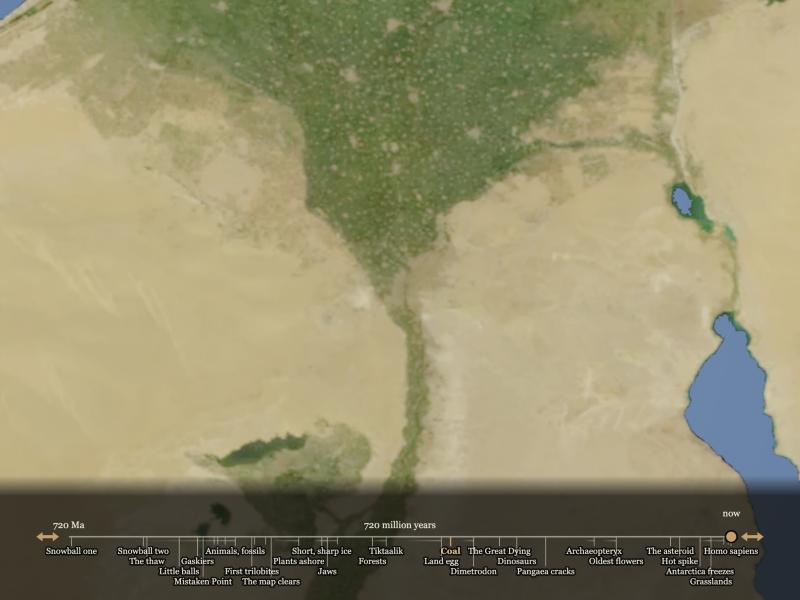 now
720 Ma 720 million years
Snowball one Snowball two Animals, fossils Short, sharp ice Tiktaalik Coal The Great Dying Archaeopteryx The asteroid Homo sapiens
The thaw Gaskiers Plants ashore Forests Land egg Dinosaurs Oldest flowers Hot spike
Little balls First trilobites Jaws Dimetrodon Pangaea cracks Antarctica freezes
Mistaken Point The map clears Grasslands